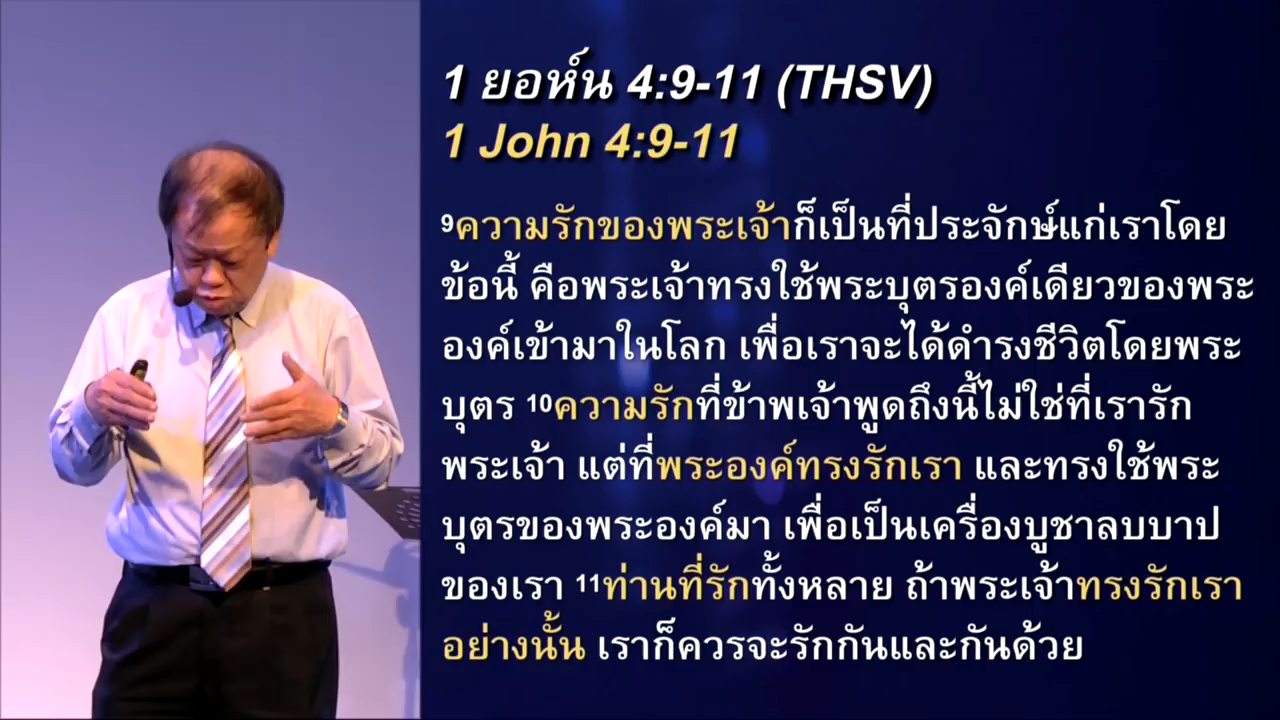 1 ยอห์น 4:9-11 (THSV)
1 John 4:9-11
9ความรักของพระเจ้าก็เป็นที่ประจักษ์แก่เราโดย
ข้อนี้ คือพระเจ้าทรงใช้พระบุตรองค์เดียวของพระ
องค์เข้ามาในโลก เพื่อเราจะได้ดำรงชีวิตโดยพระ
บุตร 10ความรักที่ข้าพเจ้าพูดถึงนี้ไม่ใช่ที่เรารัก
พระเจ้า แต่ที่พระองค์ทรงรักเรา และทรงใช้พระ
บุตรของพระองค์มา เพื่อเป็นเครื่องบูชาลบบาป
ของเรา 11ท่านที่รักทั้งหลาย ถ้าพระเจ้าทรงรักเรา
อย่างนั้น เราก็ควรจะรักกันและกันด้วย